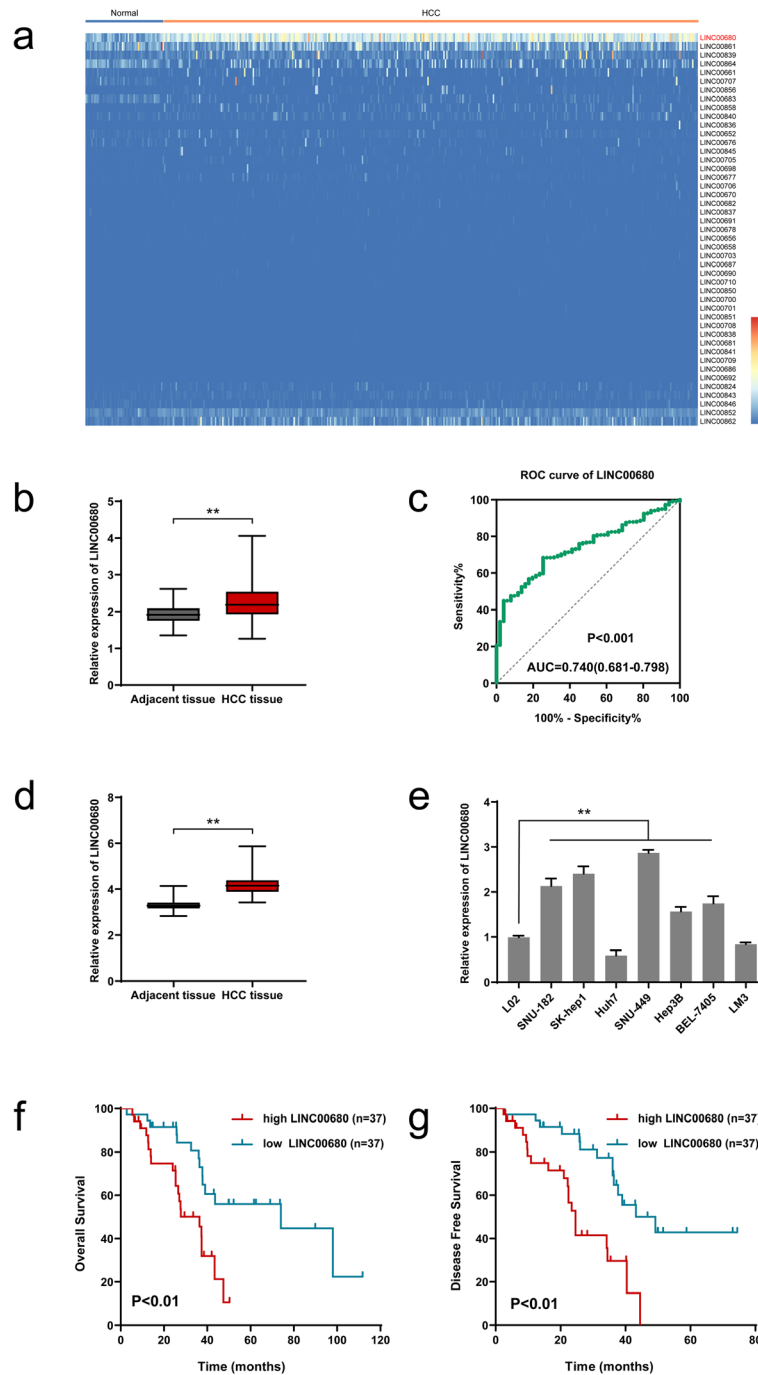 Normal
HCC
a
LINC00680
LINC00861
LINC00839
LINC00864
LINC00661
LINC00707
LINC00856
LINC00683
LINC00858
LINC00840
LINC00836
LINC00652
LINC00676
LINC00845
LINC00705
LINC00698
LINC00677
LINC00706
LINC00670
LINC00682
LINC00837
LINC00691
LINC00678
LINC00656
LINC00658
LINC00703
LINC00687
LINC00690
LINC00710
LINC00850
LINC00700
LINC00701
LINC00851
LINC00708
LINC00838
LINC00681
LINC00841
LINC00709
LINC00686
LINC00692
LINC00824
LINC00843
LINC00846
LINC00852
LINC00862
b
Relative expression of LINC00680
5
4
3
2
1
0
**
Adjacent tissue HCC tissue
c
ROC curve of LINC00680
Sensitivity%
100
80
60
40
20
0
P<0.001
AUC=0.740(0.681-0.798)
0 20 40 60 80 100
100% - Specificity%
d
Relative expression of LINC00680
8
6
4
2
0
**
Adjacent tissue HCC tissue
e
Relative expression of LINC00680
4
3
2
1
0
**
L02 SNU-182 SK-hep1 Huh7 SNU-449 Hep3B BEL-7405 LM3
f
Overall Survival
100
80
60
40
20
0
high LINC00680 (n=37)
low LINC00680 (n=37)
P<0.01
0 20 40 60 80 100 120
Time (months)
g
Disease Free Survival
100
80
60
40
20
0
high LINC00680 (n=37)
low LINC00680 (n=37)
P<0.01
0 20 40 60 80
Time (months)